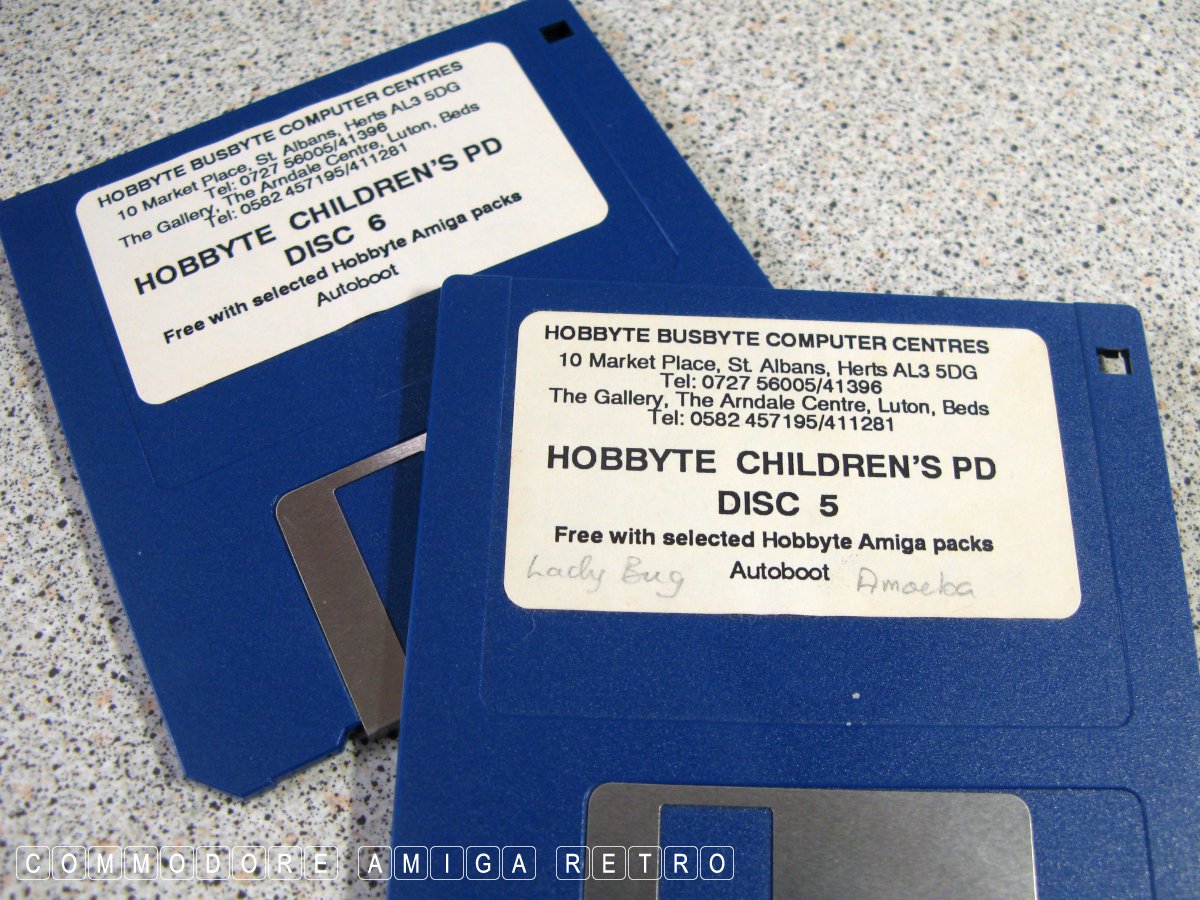 HOBBYTE BUSBYTE COMPUTER CENTRES
10 Market Place, St. Albans, Herts AL3 5DG
Tel: 0727 56005/41396
The Gallery, The Arndale Centre, Luton, Beds
Tel: 0582 457195/411281
HOBBYTE CHILDREN'S PD
DISC 6
Free with selected Hobbyte Amiga packs
Autoboot
HOBBYTE BUSBYTE COMPUTER CENTRES
10 Market Place, St. Albans, Herts AL3 5DG
Tel: 0727 56005/41396
The Gallery, The Arndale Centre, Luton, Beds
Tel: 0582 457195/411281
HOBBYTE CHILDREN'S PD
DISC 5
Free with selected Hobbyte Amiga packs
Lady Bug Autoboot Amoeba
COMMODORE AMIGA RETRO